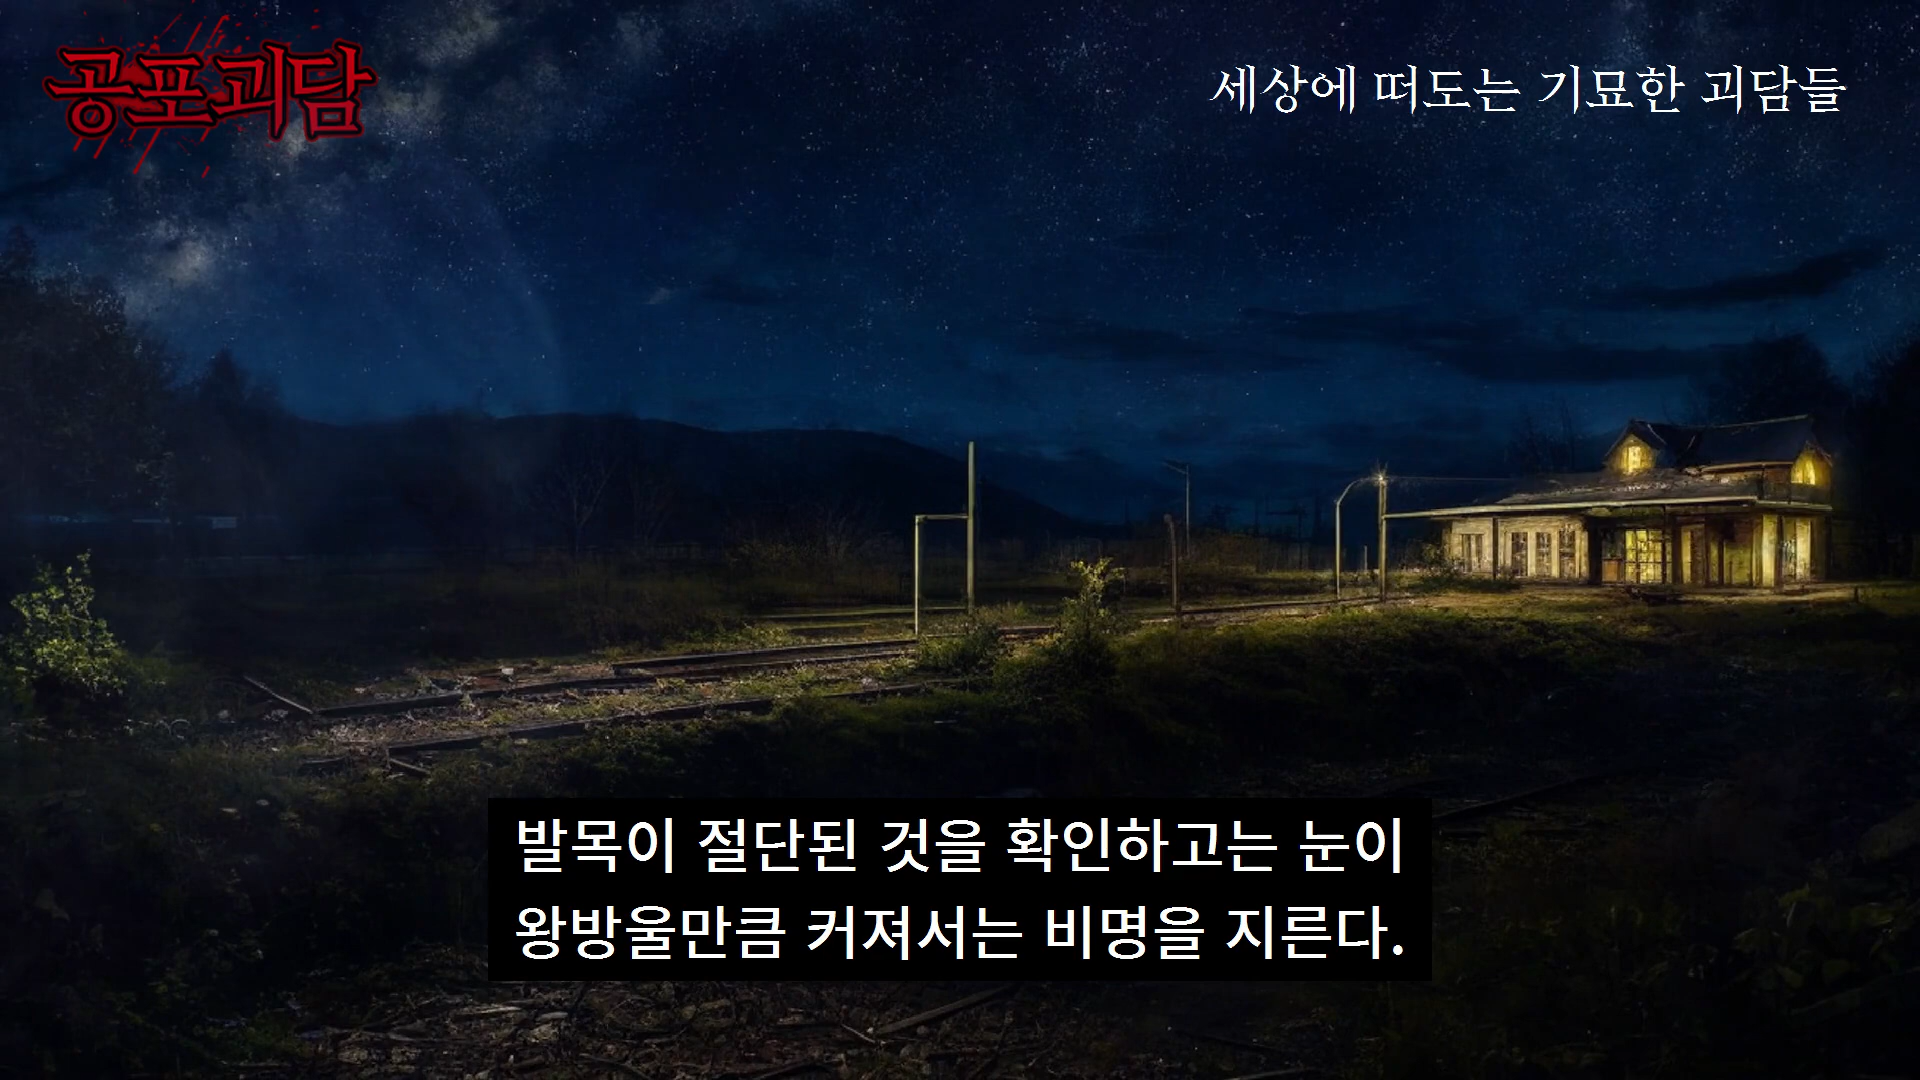 공포괴담
세상에 떠도는 기묘한 괴담들
발목이 절단된 것을 확인하고는 눈이
왕방울만큼 커져서는 비명을 지른다.